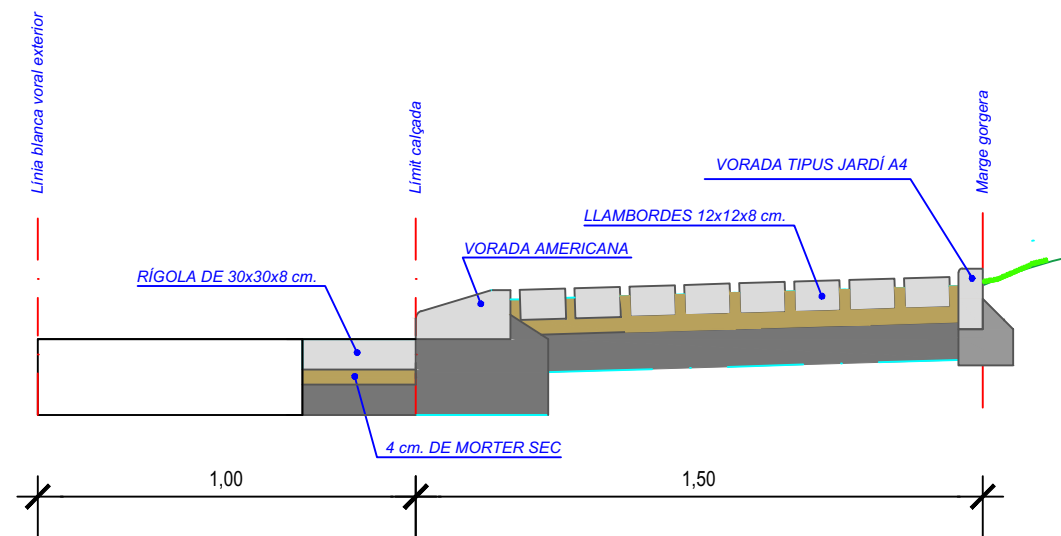 Línia blanca voral exterior
Límit calçada
Marge gorgera
VORADA TIPUS JARDÍ A4
LLAMBORDES 12x12x8 cm.
VORADA AMERICANA
RÍGOLA DE 30x30x8 cm.
4 cm. DE MORTER SEC
1,00
1,50